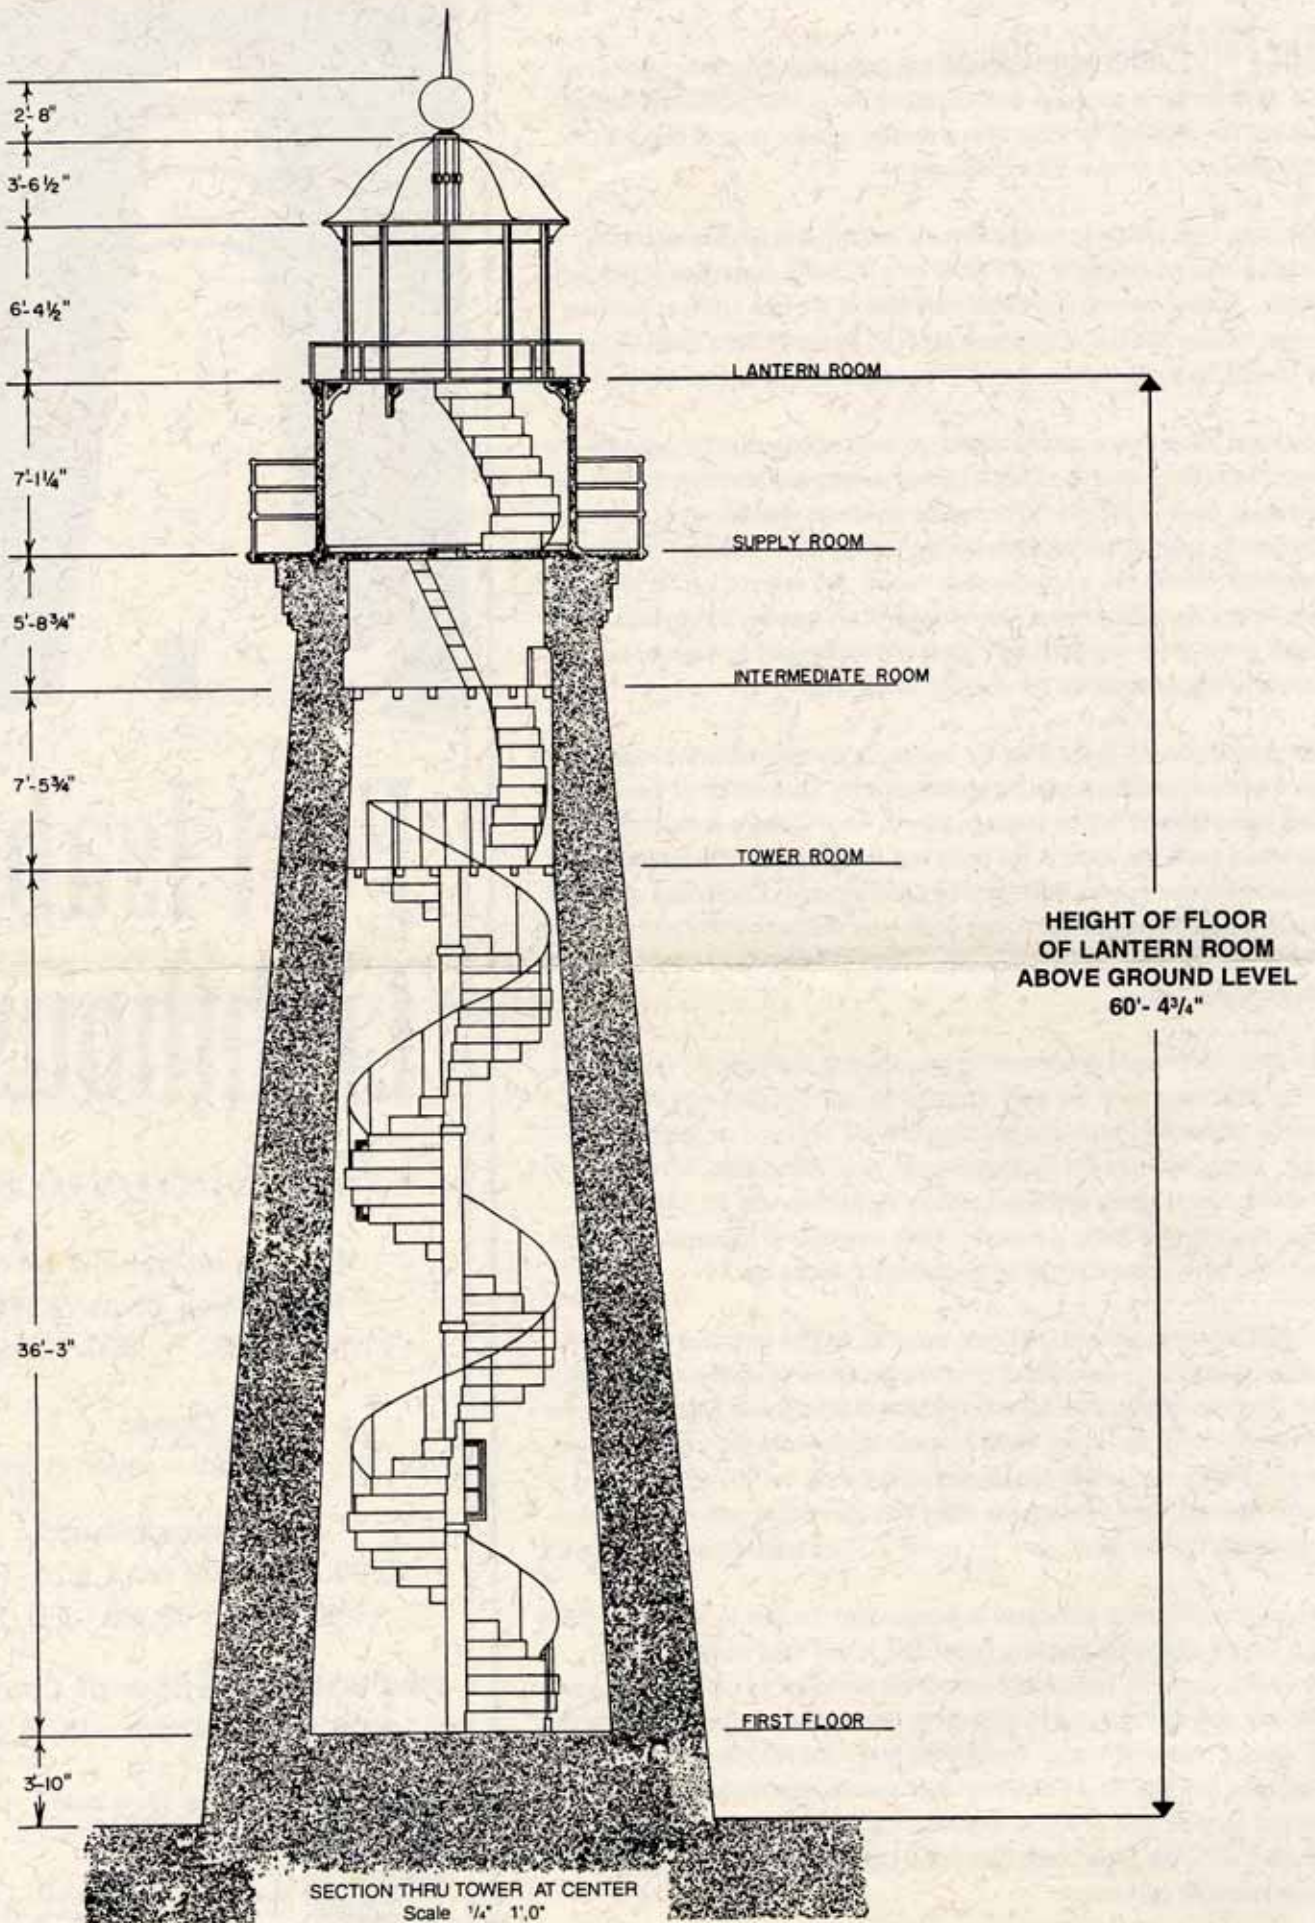 2'-8"
3'-6½"
6'-4½"
LANTERN ROOM
7'-1¼"
SUPPLY ROOM
5'-8¾"
INTERMEDIATE ROOM
7'-5¾"
TOWER ROOM
HEIGHT OF FLOOR
OF LANTERN ROOM
ABOVE GROUND LEVEL
60'- 4¾"
36'-3"
FIRST FLOOR
3'-10"
SECTION THRU TOWER AT CENTER
Scale ¼" 1',0"